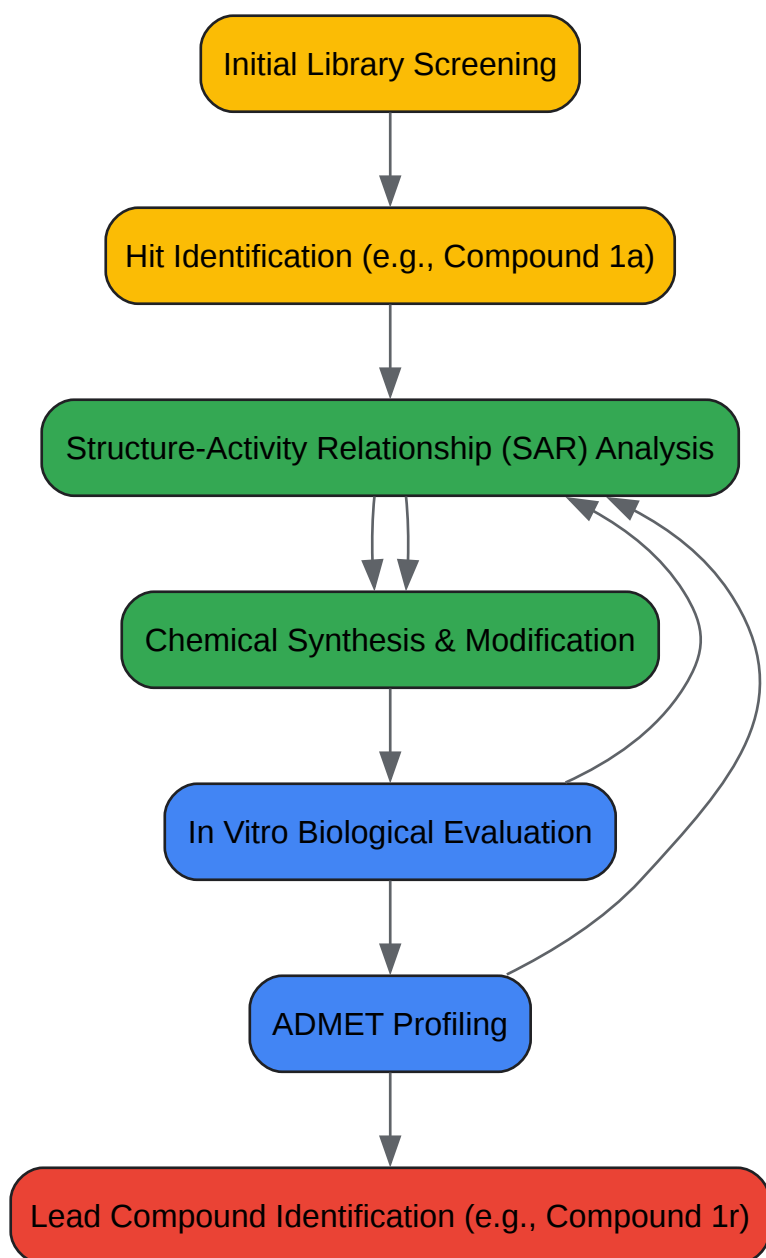 Initial Library Screening
Hit Identification (e.g., Compound 1a)
Structure-Activity Relationship (SAR) Analysis
Chemical Synthesis & Modification
In Vitro Biological Evaluation
ADMET Profiling
Lead Compound Identification (e.g., Compound 1r)